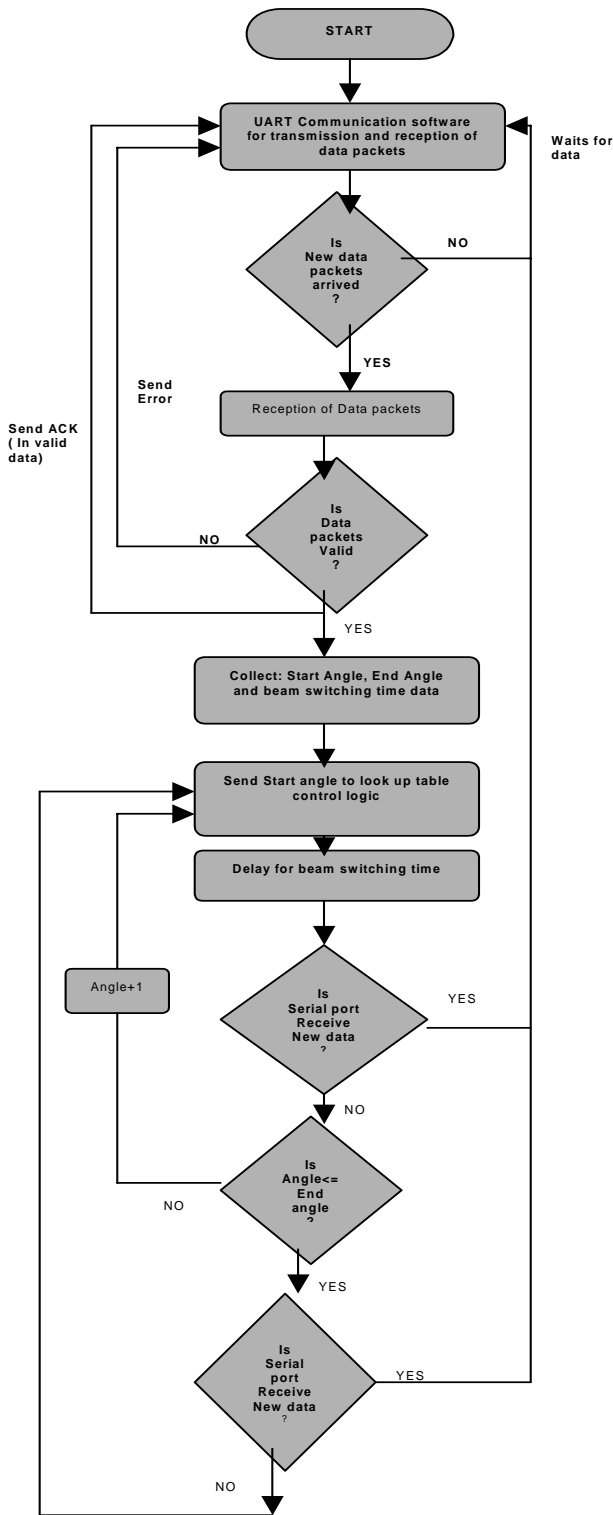 START
UART Communication software
for transmission and reception of
data packets
Waits for
data
Is
New data
packets
arrived
?
NO
YES
Send
Error
Reception of Data packets
Send ACK
( In valid
data)
Is
Data
packets
Valid
?
NO
YES
Collect: Start Angle, End Angle
and beam switching time data
Send Start angle to look up table
control logic
Delay for beam switching time
Angle+1
Is
Serial port
Receive
New data
?
YES
NO
Is
Angle<=
End
angle
?
NO
YES
Is
Serial
port
Receive
New data
?
YES
NO